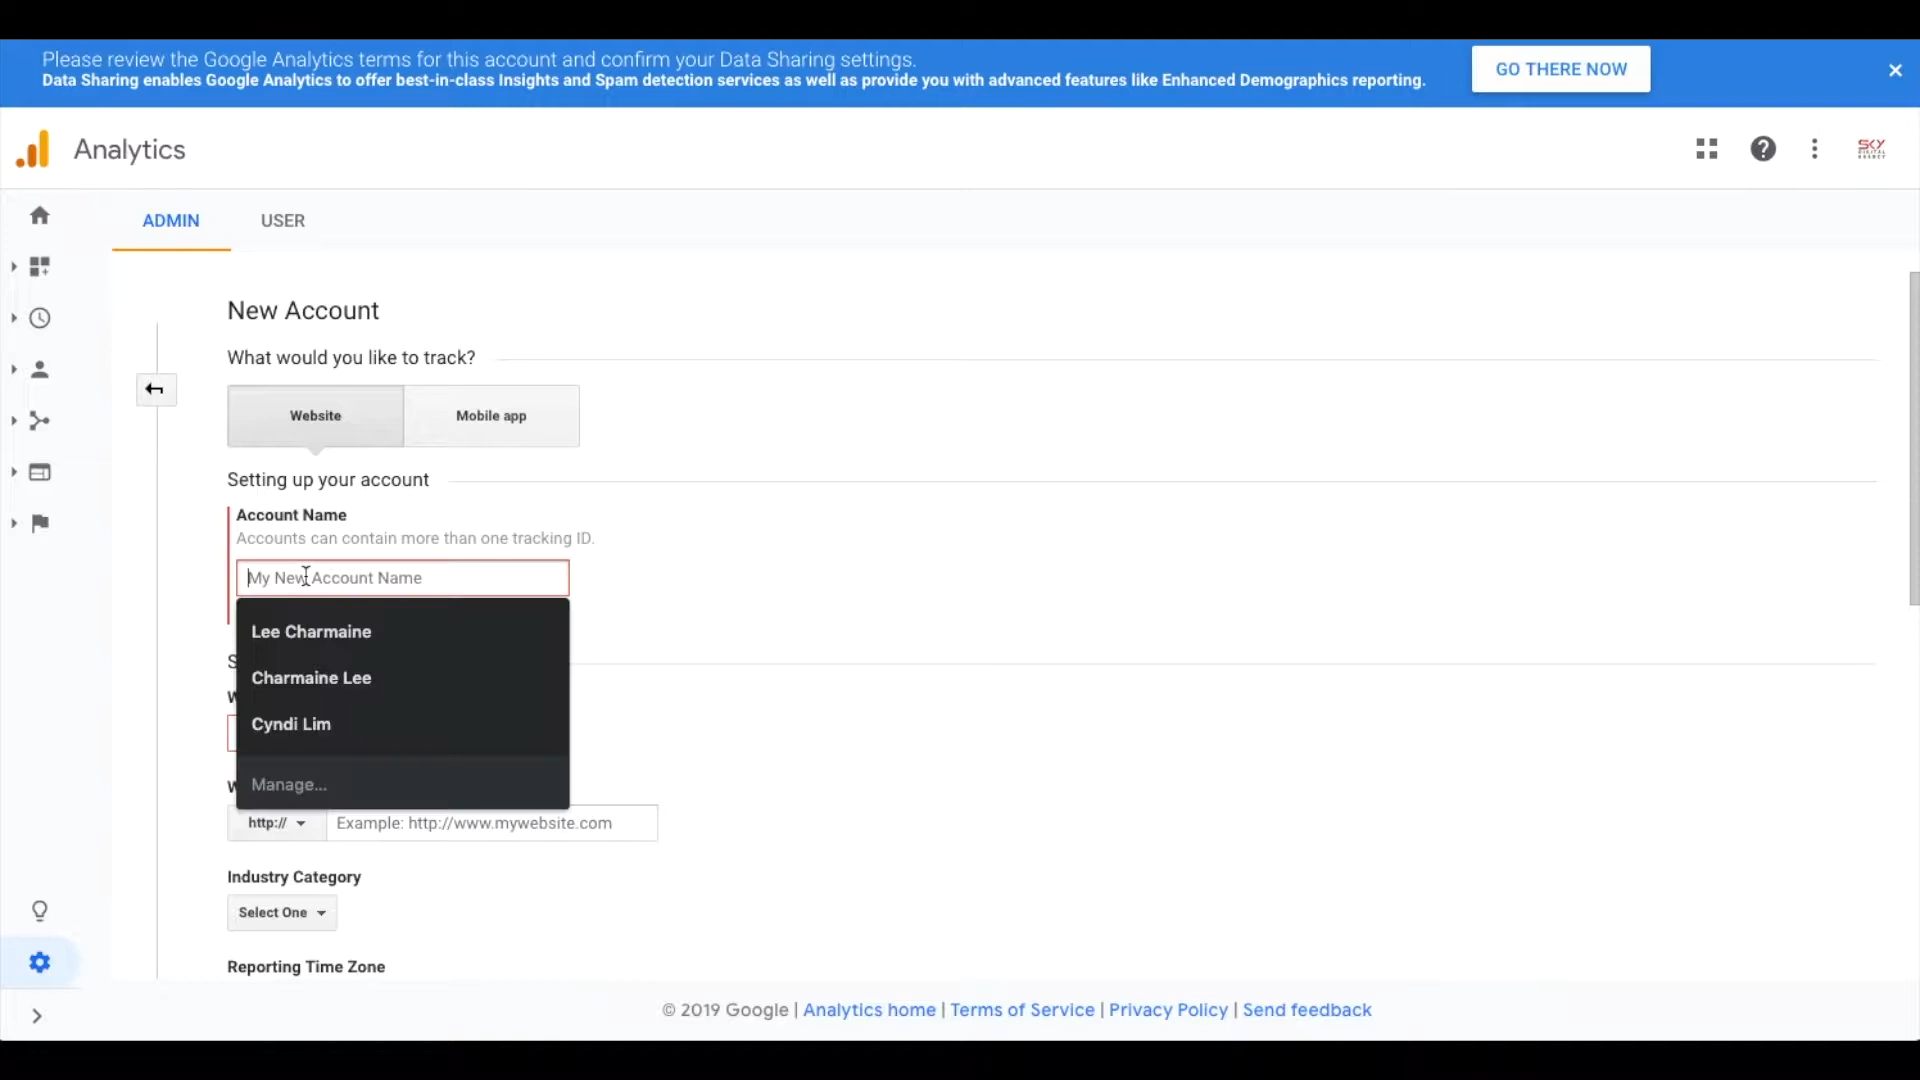 Please review the Google Analytics terms for this account and confirm your Data Sharing settings.
Data Sharing enables Google Analytics to offer best-in-class Insights and Spam detection services as well as provide you with advanced features like Enhanced Demographics reporting.
GO THERE NOW
Analytics
SKY
DIGITAL
AGENCY
ADMIN
USER
New Account
What would you like to track?
Website
Mobile app
Setting up your account
Account Name
Accounts can contain more than one tracking ID.
My New Account Name
Lee Charmaine
Charmaine Lee
Cyndi Lim
Manage...
http://
Example: http://www.mywebsite.com
Industry Category
Select One
Reporting Time Zone
© 2019 Google | Analytics home | Terms of Service | Privacy Policy | Send feedback